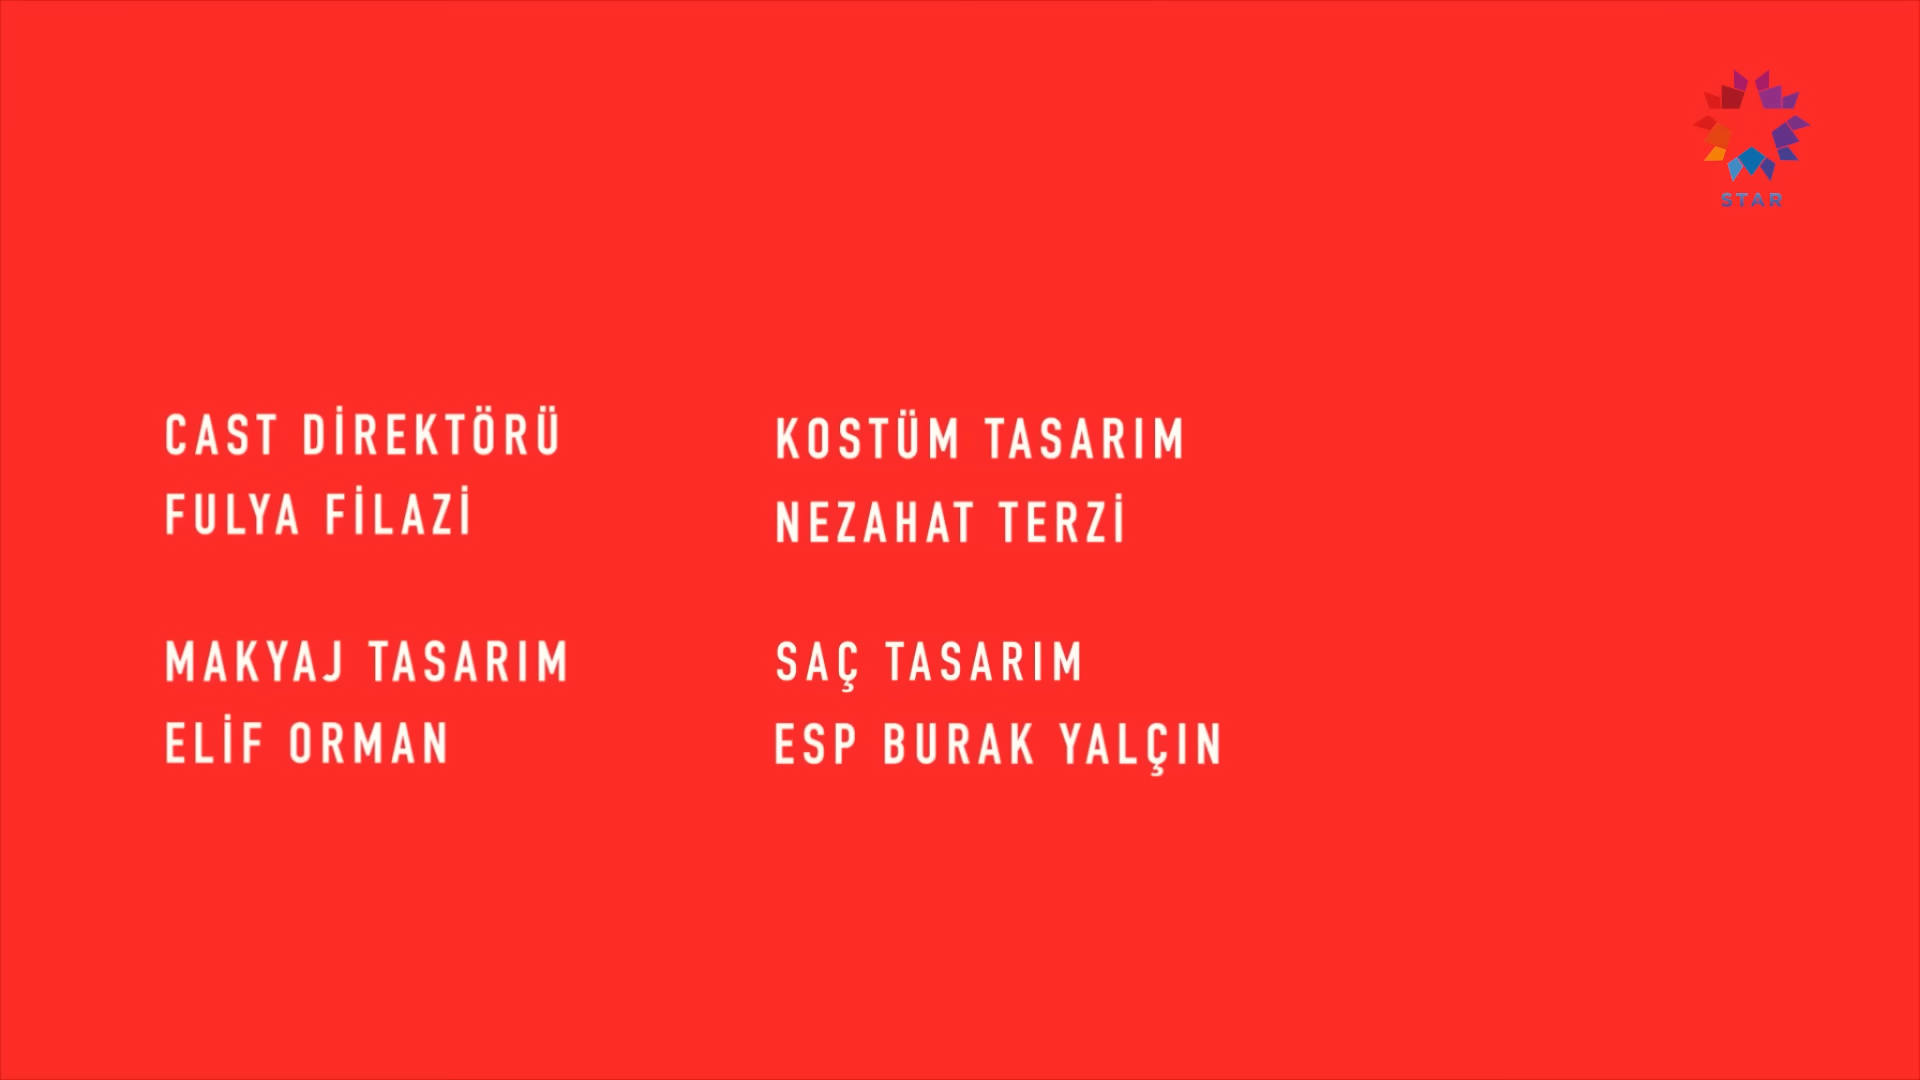 STAR
CAST DİREKTÖRÜ
FULYA FİLAZİ
KOSTÜM TASARIM
NEZAHAT TERZİ
MAKYAJ TASARIM
ELİF ORMAN
SAÇ TASARIM
ESP BURAK YALÇIN